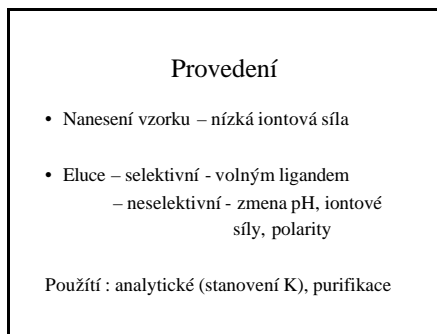 Provedení
• Nanesení vzorku – nízká iontová síla
• Eluce – selektivní - volným ligandem
– neselektivní - zmena pH, iontové
síly, polarity
Použítí : analytické (stanovení K), purifikace